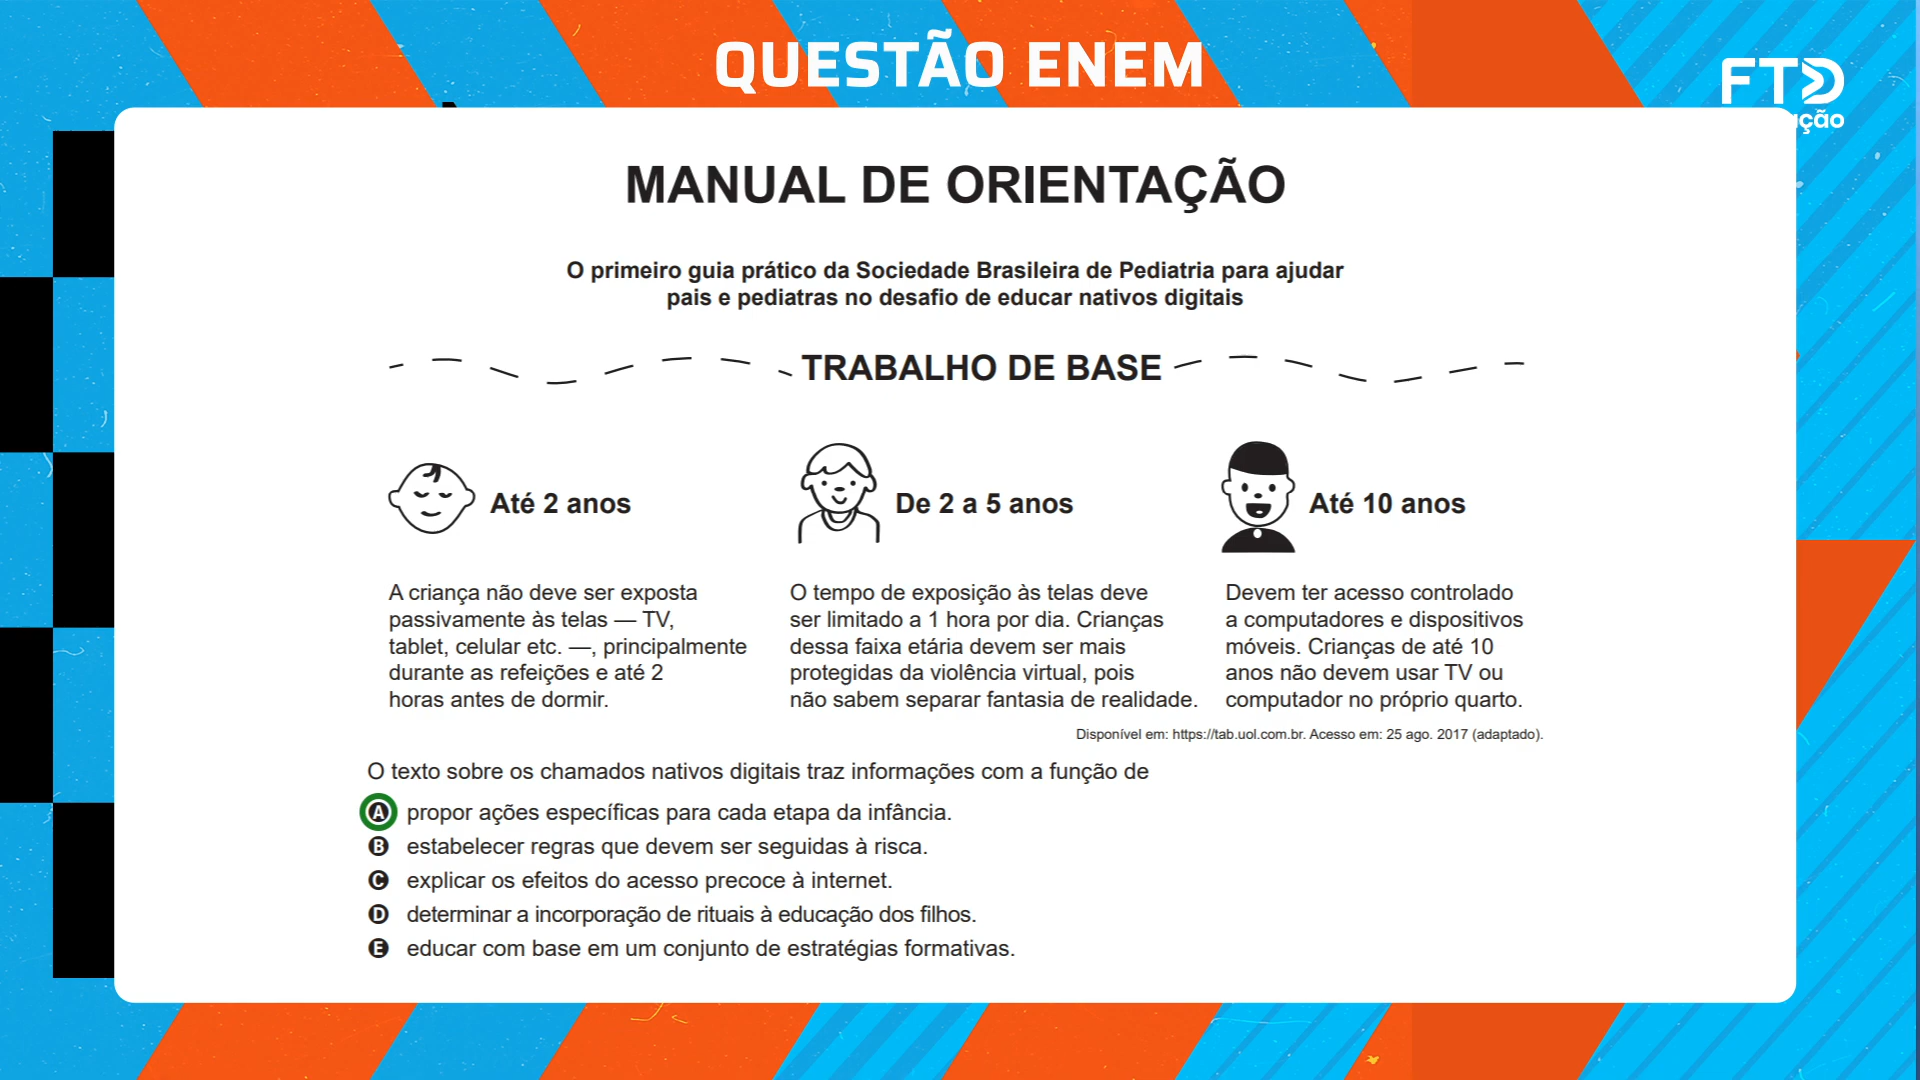 QUESTÃO ENEM
FTD
ação
MANUAL DE ORIENTAÇÃO
O primeiro guia prático da Sociedade Brasileira de Pediatria para ajudar
pais e pediatras no desafio de educar nativos digitais
TRABALHO DE BASE
Até 2 anos
A criança não deve ser exposta
passivamente às telas — TV,
tablet, celular etc. —, principalmente
durante as refeições e até 2
horas antes de dormir.
De 2 a 5 anos
O tempo de exposição às telas deve
ser limitado a 1 hora por dia. Crianças
dessa faixa etária devem ser mais
protegidas da violência virtual, pois
não sabem separar fantasia de realidade.
Até 10 anos
Devem ter acesso controlado
a computadores e dispositivos
móveis. Crianças de até 10
anos não devem usar TV ou
computador no próprio quarto.
Disponível em: https://tab.uol.com.br. Acesso em: 25 ago. 2017 (adaptado).
O texto sobre os chamados nativos digitais traz informações com a função de
A propor ações específicas para cada etapa da infância.
B estabelecer regras que devem ser seguidas à risca.
C explicar os efeitos do acesso precoce à internet.
D determinar a incorporação de rituais à educação dos filhos.
E educar com base em um conjunto de estratégias formativas.